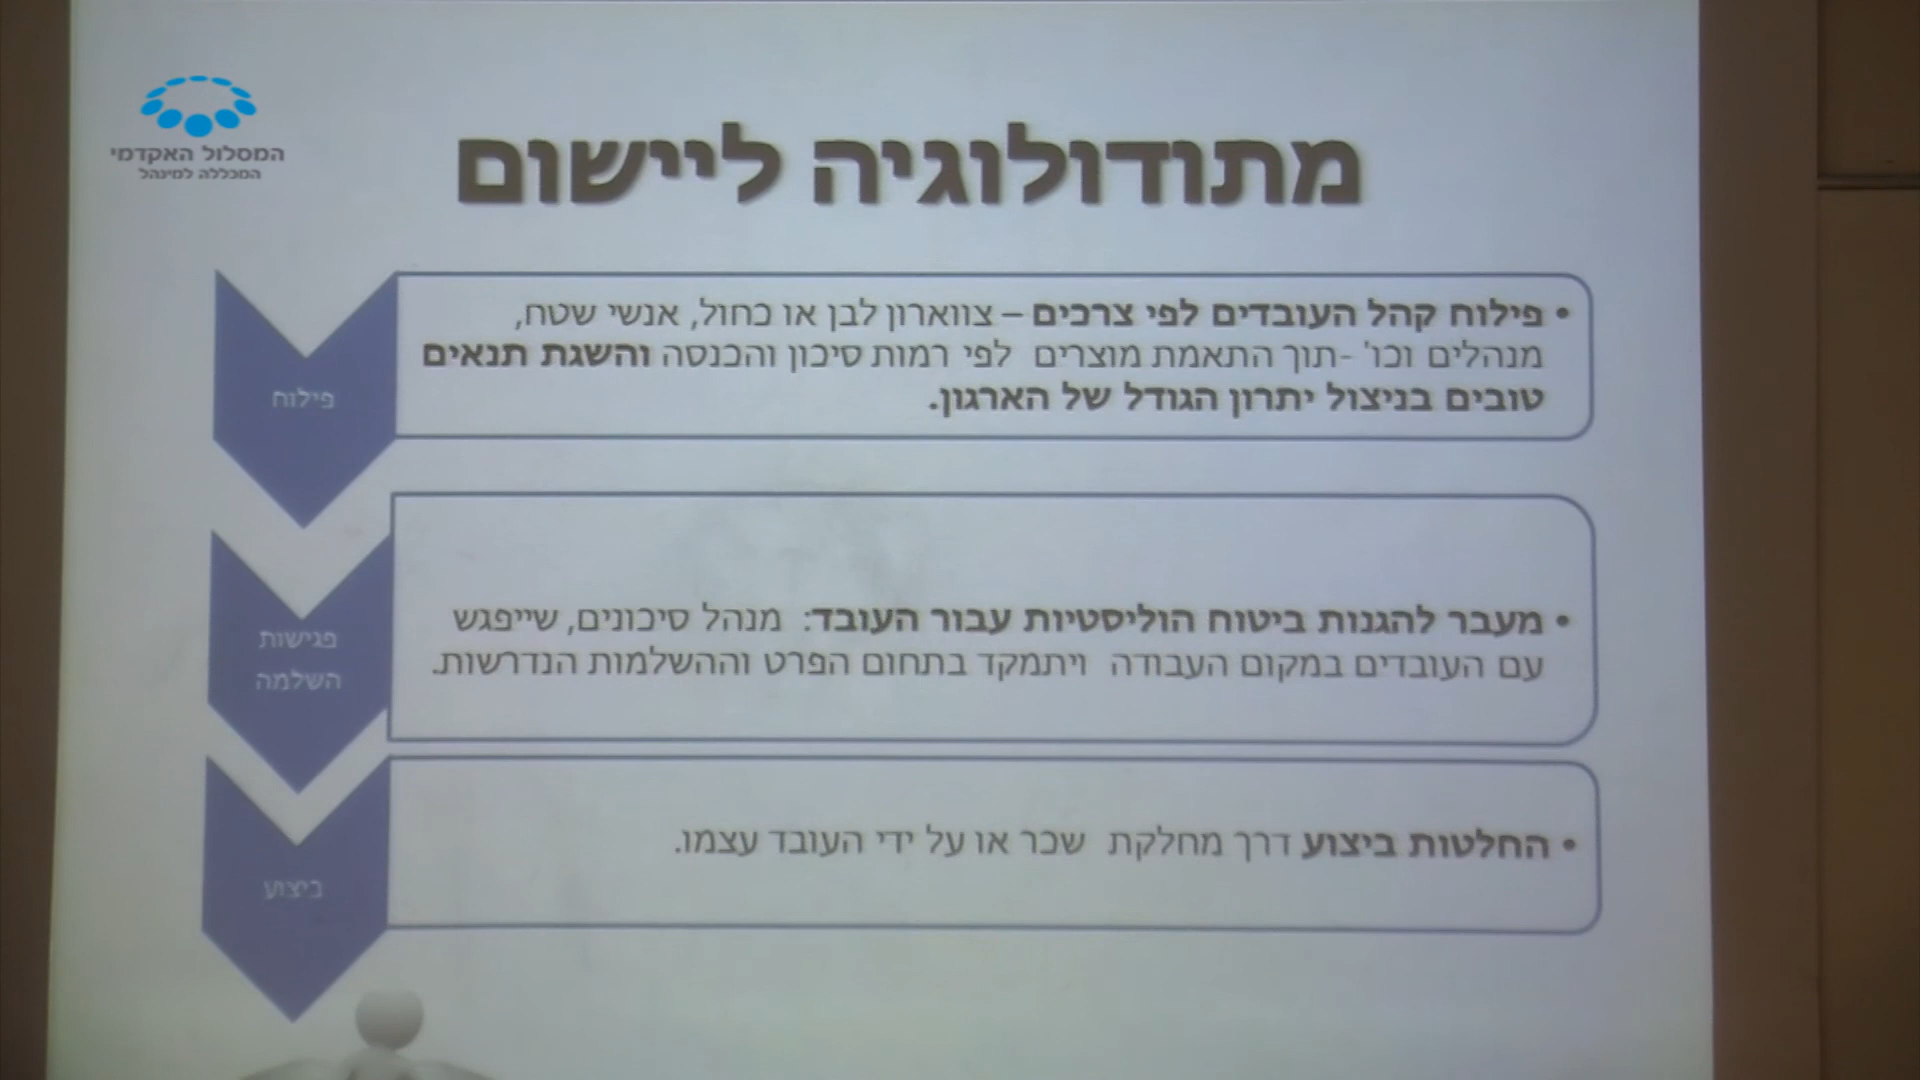 המסלול האקדמי
המכללה למינהל
מתודולוגיה ליישום
פילוח
• פילוח קהל העובדים לפי צרכים – צווארון לבן או כחול, אנשי שטח,
מנהלים וכו' -תוך התאמת מוצרים לפי רמות סיכון והכנסה והשגת תנאים
טובים בניצול יתרון הגודל של הארגון.
פגישות
השלמה
• מעבר להגנות ביטוח הוליסטיות עבור העובד: מנהל סיכונים, שייפגש
עם העובדים במקום העבודה ויתמקד בתחום הפרט וההשלמות הנדרשות.
ביצוע
• החלטות ביצוע דרך מחלקת שכר או על ידי העובד עצמו.